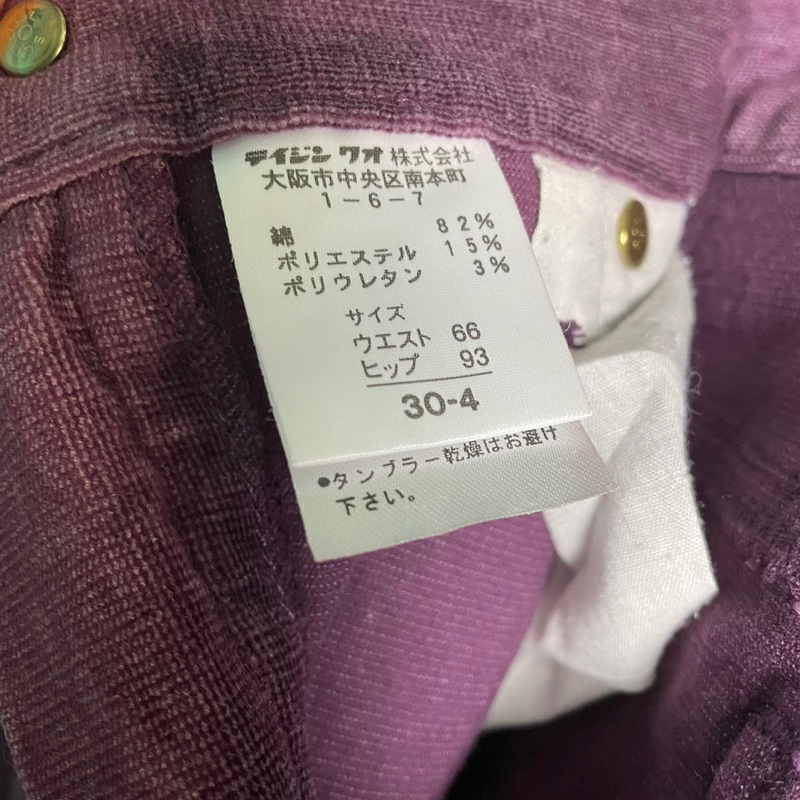 テイジン ワオ 株式会社
大阪市中央区南本町
1-6-7
綿 82%
ポリエステル 15%
ポリウレタン 3%
サイズ
ウエスト 66
ヒップ 93
30-4
●タンブラー乾燥はお避け
下さい。